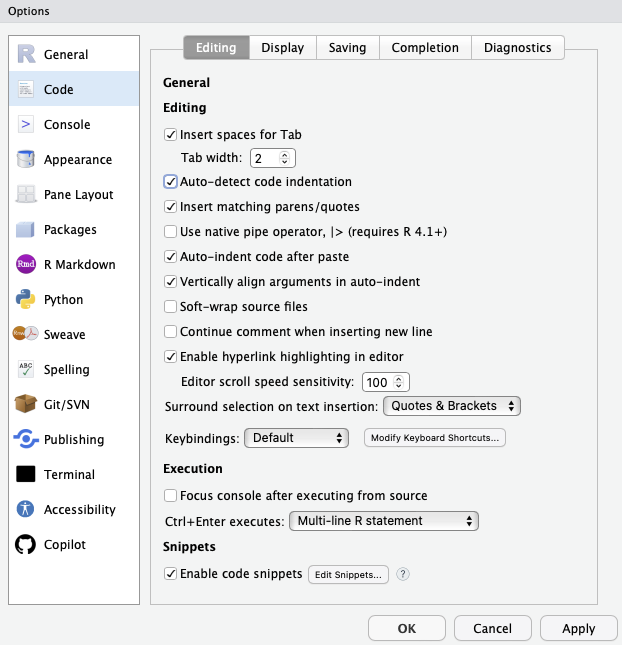 Options
General
Code
Console
Appearance
Pane Layout
Packages
Rmd R Markdown
Python
Sweave
ABC Spelling
Git/SVN
Publishing
Terminal
Accessibility
Copilot
Editing Display Saving Completion Diagnostics
General
Editing
Insert spaces for Tab
Tab width: 2
Auto-detect code indentation
Insert matching parens/quotes
Use native pipe operator, |> (requires R 4.1+)
Auto-indent code after paste
Vertically align arguments in auto-indent
Soft-wrap source files
Continue comment when inserting new line
Enable hyperlink highlighting in editor
Editor scroll speed sensitivity: 100
Surround selection on text insertion: Quotes & Brackets
Keybindings: Default Modify Keyboard Shortcuts...
Execution
Focus console after executing from source
Ctrl+Enter executes: Multi-line R statement
Snippets
Enable code snippets Edit Snippets... ?
OK Cancel Apply